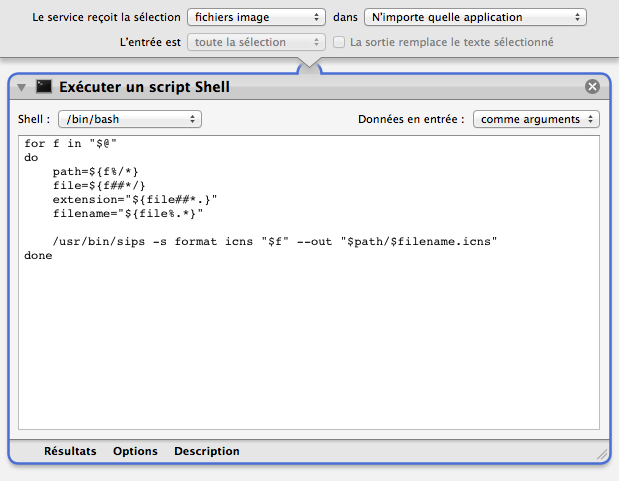 Le service reçoit la sélection fichiers image dans N'importe quelle application
L'entrée est toute la sélection La sortie remplace le texte sélectionné
Exécuter un script Shell
Shell : /bin/bash Données en entrée : comme arguments
for f in "$@"
do
    path=${f%/*}
    file=${f##*/}
    extension="${file##*.}"
    filename="${file%.*}"
    /usr/bin/sips -s format icns "$f" --out "$path/$filename.icns"
done
Résultats Options Description